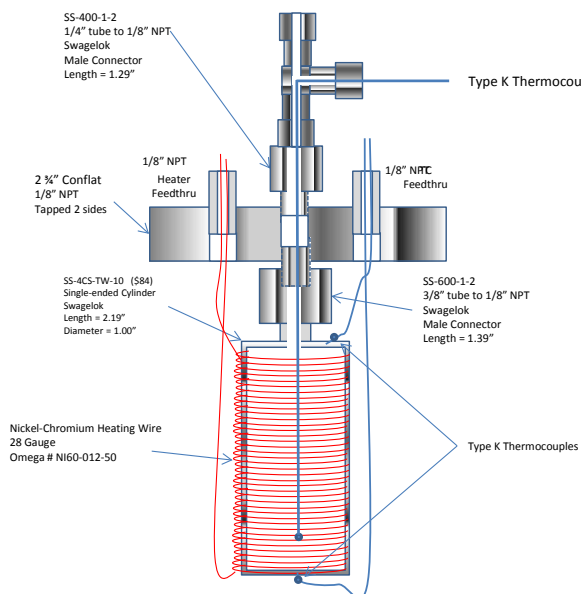 SS-400-1-2
1/4” tube to 1/8” NPT
Swagelok
Male Connector
Length = 1.29”
Type K Thermocou
1/8” NPT
Heater
Feedthru
1/8” NPT
TC
Feedthru
2 ¾” Conflat
1/8” NPT
Tapped 2 sides
SS-4CS-TW-10 ($84)
Single-ended Cylinder
Swagelok
Length = 2.19”
Diameter = 1.00”
SS-600-1-2
3/8” tube to 1/8” NPT
Swagelok
Male Connector
Length = 1.39”
Nickel-Chromium Heating Wire
28 Gauge
Omega # NI60-012-50
Type K Thermocouples